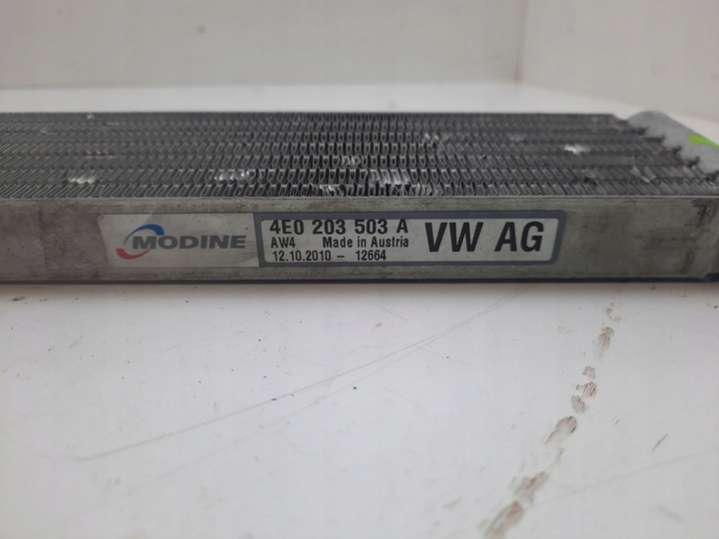 MODINE
4E0 203 503 A
AW4 Made in Austria
12.10.2010 - 12664
VW AG